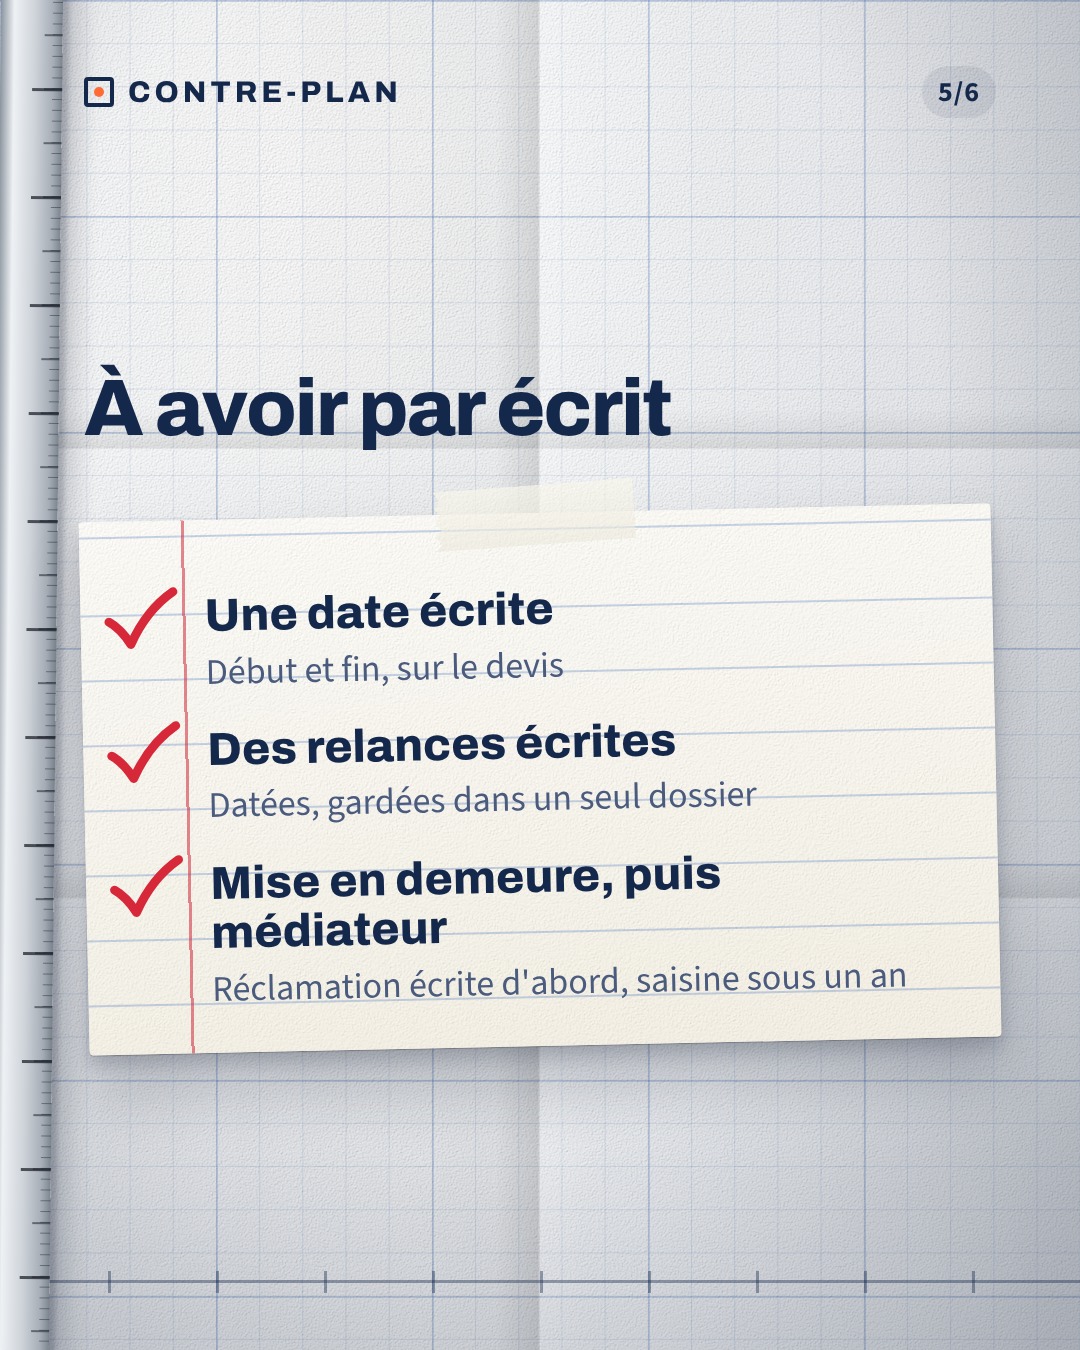 CONTRE-PLAN
5/6
À avoir par écrit
Une date écrite
Début et fin, sur le devis
Des relances écrites
Datées, gardées dans un seul dossier
Mise en demeure, puis
médiateur
Réclamation écrite d'abord, saisine sous un an